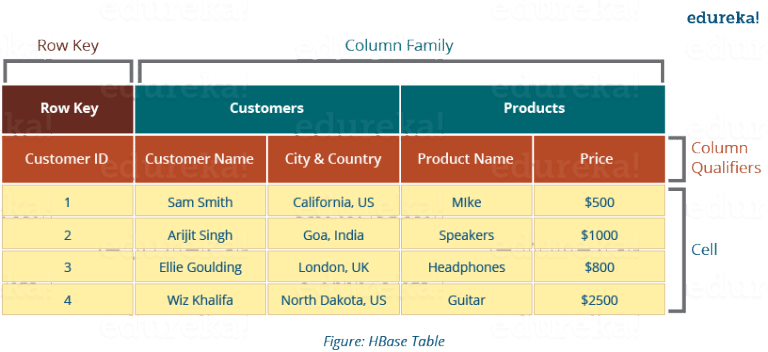 edureka!
Row Key Column Family
Row Key Customers Products
Customer ID Customer Name City & Country Product Name Price
Column
Qualifiers
1 Sam Smith California, US MIke $500
2 Arijit Singh Goa, India Speakers $1000
Cell
3 Ellie Goulding London, UK Headphones $800
4 Wiz Khalifa North Dakota, US Guitar $2500
Figure: HBase Table